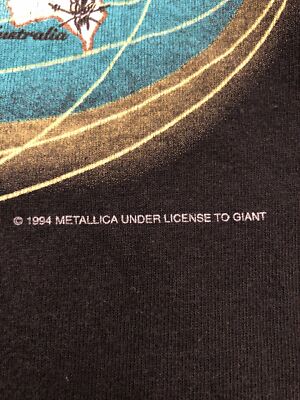 Australia
© 1994 METALLICA UNDER LICENSE TO GIANT